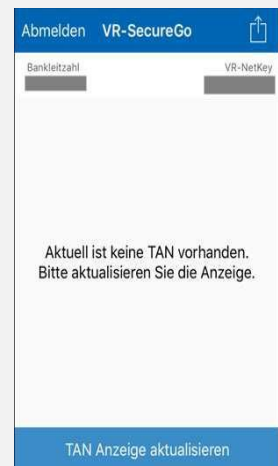 Abmelden VR-SecureGo
Bankleitzahl VR-NetKey
Aktuell ist keine TAN vorhanden.
Bitte aktualisieren Sie die Anzeige.
TAN Anzeige aktualisieren